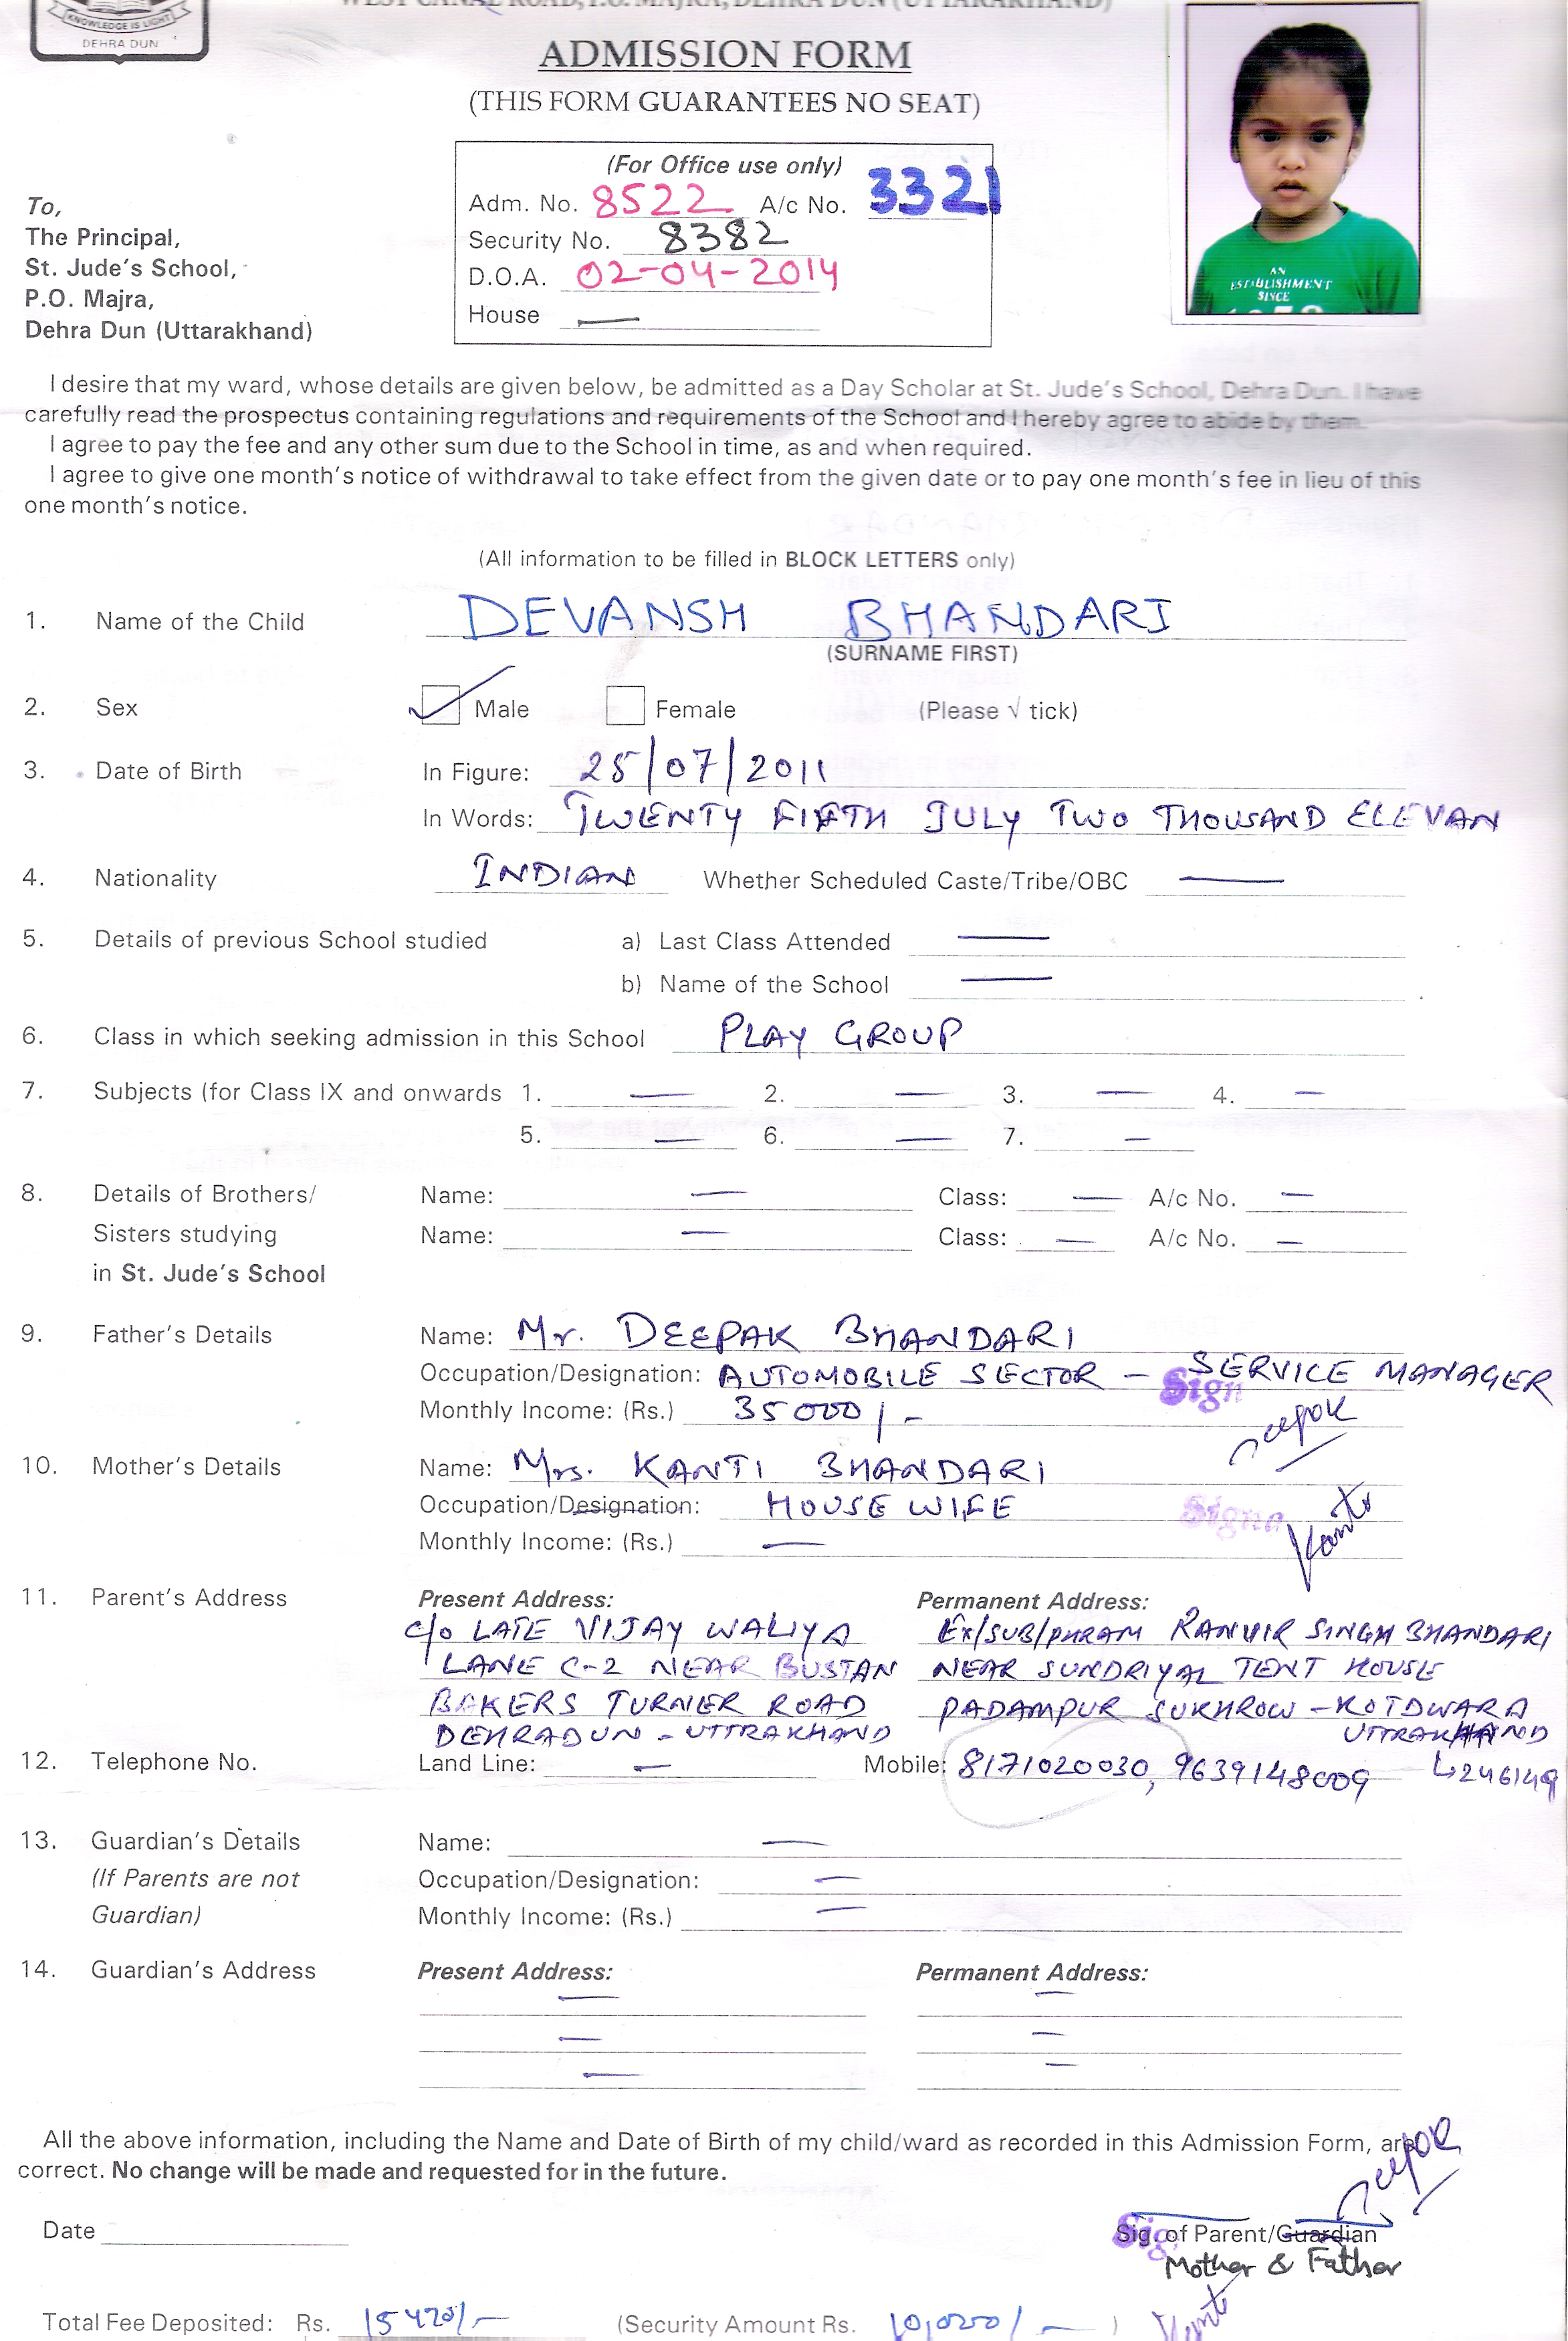 KNOWLEDGE IS LIGHT
DEHRA DUN
WEST CANAL ROAD, P.O. MAJRA, DEHRA DUN (UTTARAKHAND)
ADMISSION FORM
(THIS FORM GUARANTEES NO SEAT)
(For Office use only)
Adm. No. 8522 A/c No. 3321
Security No. 8382
D.O.A. 02-04-2014
House —
AN
ESTABLISHMENT
SINCE
To,
The Principal,
St. Jude's School,
P.O. Majra,
Dehra Dun (Uttarakhand)
I desire that my ward, whose details are given below, be admitted as a Day Scholar at St. Jude's School, Dehra Dun. I have
carefully read the prospectus containing regulations and requirements of the School and I hereby agree to abide by them.
I agree to pay the fee and any other sum due to the School in time, as and when required.
I agree to give one month's notice of withdrawal to take effect from the given date or to pay one month's fee in lieu of this
one month's notice.
(All information to be filled in BLOCK LETTERS only)
1. Name of the Child DEVANSH BHANDARI
(SURNAME FIRST)
2. Sex Male Female (Please √ tick)
3. Date of Birth In Figure: 25/07/2011
In Words: TWENTY FIFTH JULY TWO THOUSAND ELEVAN
4. Nationality INDIAN Whether Scheduled Caste/Tribe/OBC —
5. Details of previous School studied a) Last Class Attended —
b) Name of the School —
6. Class in which seeking admission in this School PLAY GROUP
7. Subjects (for Class IX and onwards 1. — 2. — 3. — 4. —
5. — 6. — 7. —
8. Details of Brothers/ Name: — Class: — A/c No. —
Sisters studying Name: — Class: — A/c No. —
in St. Jude's School
9. Father's Details Name: Mr. DEEPAK BHANDARI
Occupation/Designation: AUTOMOBILE SECTOR – SERVICE MANAGER
Sign
Monthly Income: (Rs.) 35000/- Deepak
10. Mother's Details Name: Mrs. KANTI BHANDARI
Occupation/Designation: HOUSE WIFE
Monthly Income: (Rs.) — Kanti
11. Parent's Address Present Address: Permanent Address:
c/o LATE VIJAY WALIYA EX/SUB/PHRAM RANVIR SINGH BHANDARI
LANE C-2 NEAR BUSTAN NEAR SUNDRIYAL TENT HOUSE
BAKERS TURNER ROAD PADAMPUR SUKHROW – KOTDWARA
DEHRADUN - UTTRAKHAND UTTRAKHAND
12. Telephone No. Land Line: — Mobile: 8171020030, 9639148009 246149
13. Guardian's Details Name: —
(If Parents are not Occupation/Designation: —
Guardian) Monthly Income: (Rs.) —
14. Guardian's Address Present Address: Permanent Address:
— —
— —
— —
All the above information, including the Name and Date of Birth of my child/ward as recorded in this Admission Form, are
correct. No change will be made and requested for in the future.
Deepak
Date Sig. of Parent/Guardian
Mother & Father
Total Fee Deposited: Rs. 15420/- (Security Amount Rs. 10,000/- ) Kanti